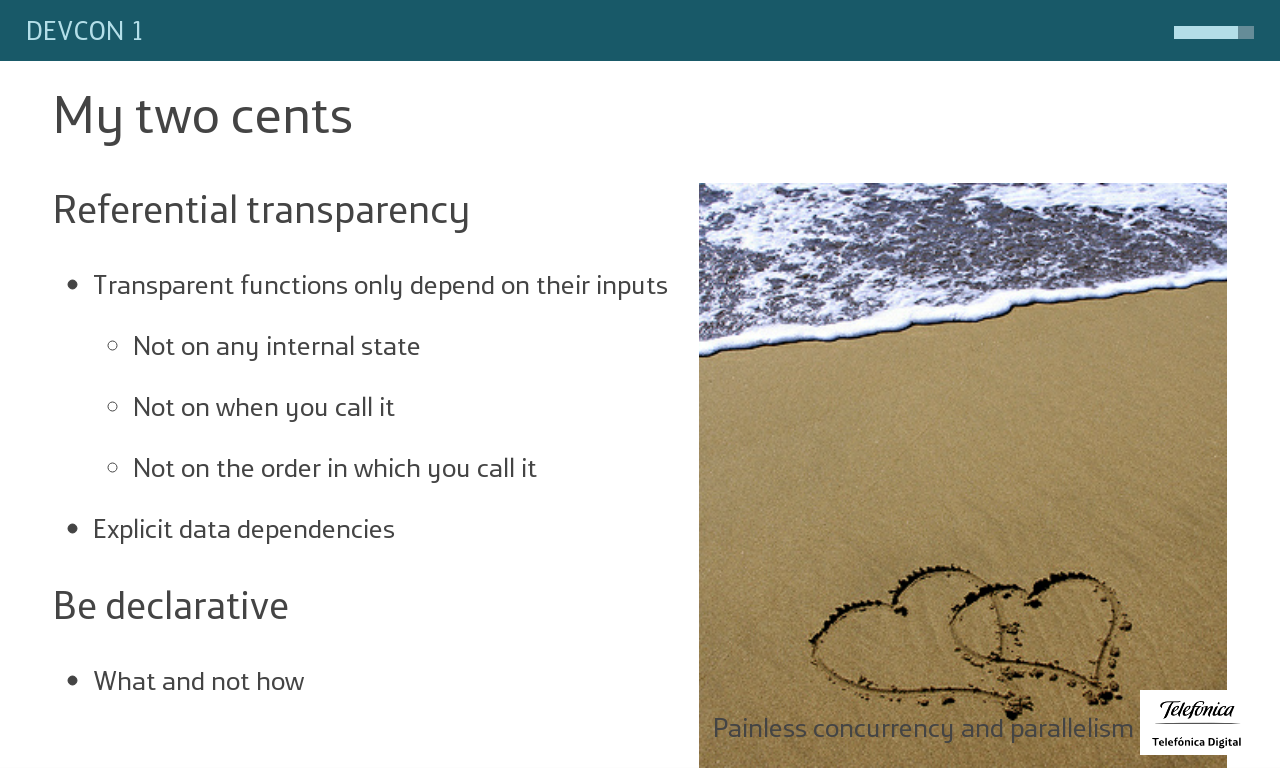 DEVCON 1
My two cents
Referential transparency
Transparent functions only depend on their inputs
Not on any internal state
Not on when you call it
Not on the order in which you call it
Explicit data dependencies
Be declarative
What and not how
Painless concurrency and parallelism
Telefónica
Telefónica Digital